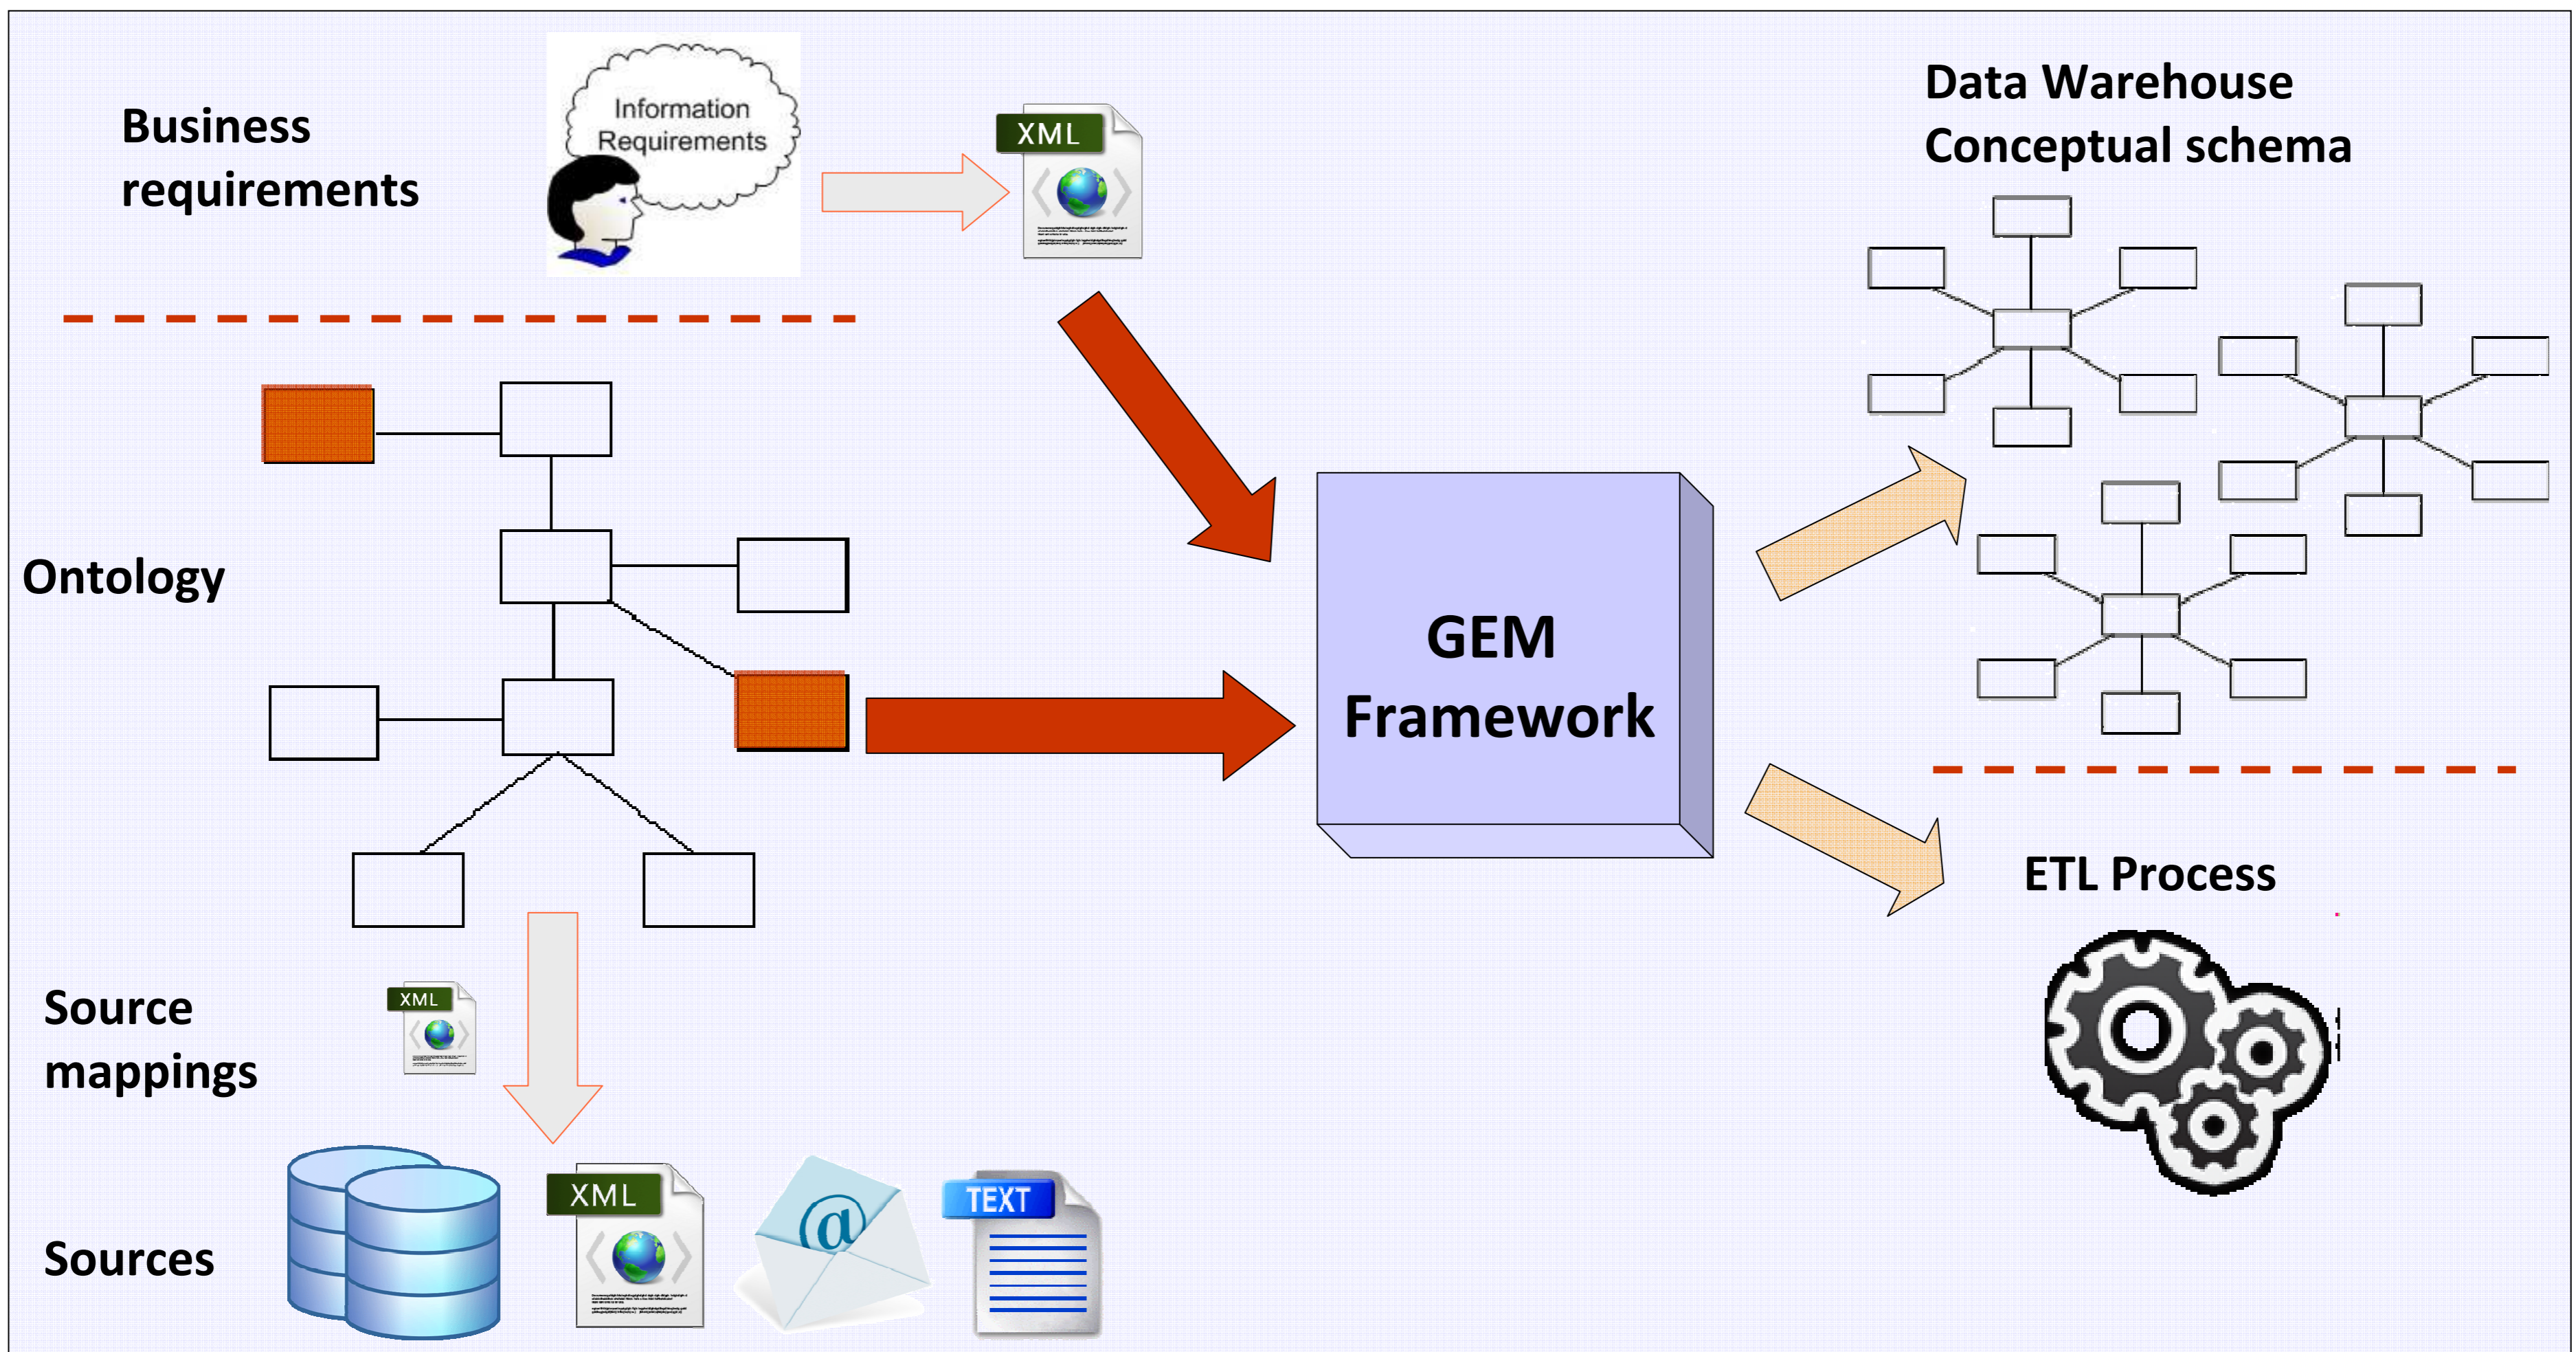 Business
requirements
Information
Requirements
XML
Data Warehouse
Conceptual schema
Ontology
GEM
Framework
ETL Process
Source
mappings
XML
Sources
XML
@
TEXT